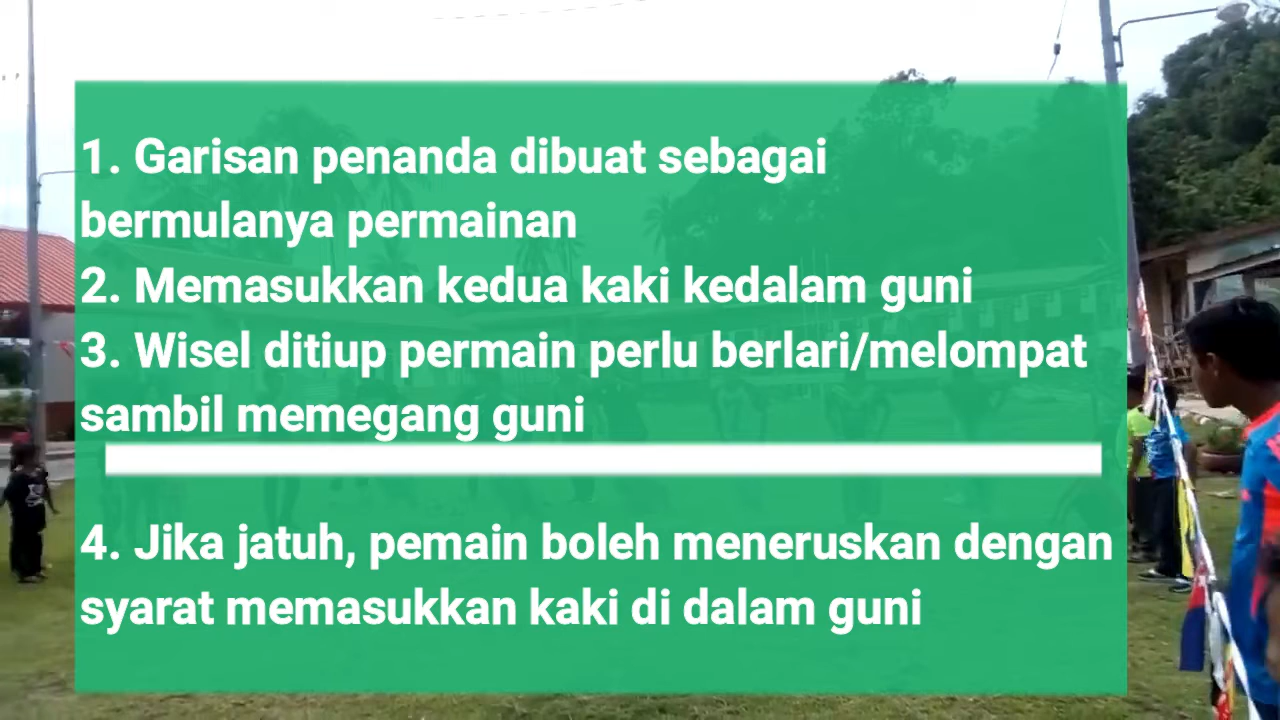 1. Garisan penanda dibuat sebagai
bermulanya permainan
2. Memasukkan kedua kaki kedalam guni
3. Wisel ditiup permain perlu berlari/melompat
sambil memegang guni
4. Jika jatuh, pemain boleh meneruskan dengan
syarat memasukkan kaki di dalam guni